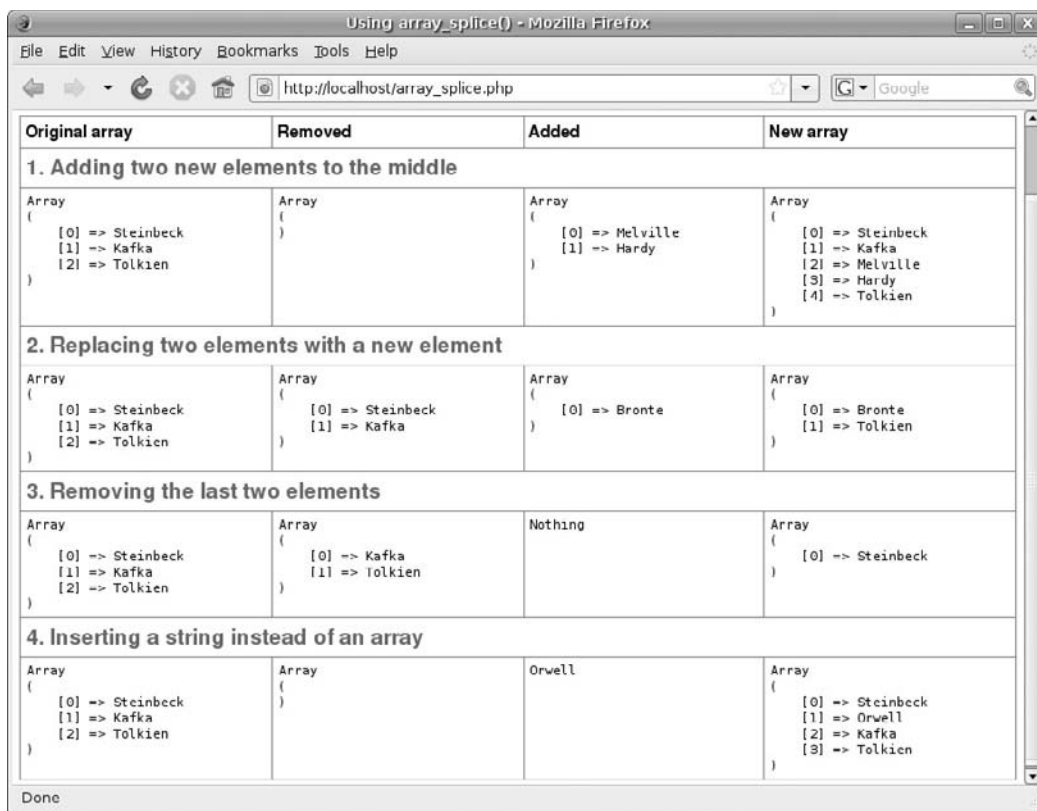 Using array_splice() - Mozilla Firefox
File Edit View History Bookmarks Tools Help
http://localhost/array_splice.php
G Google
Original array Removed Added New array
1. Adding two new elements to the middle
Array
(
[0] => Steinbeck
[1] => Kafka
[2] => Tolkien
)
Array
(
)
Array
(
[0] => Melville
[1] => Hardy
)
Array
(
[0] => Steinbeck
[1] => Kafka
[2] => Melville
[3] => Hardy
[4] => Tolkien
)
2. Replacing two elements with a new element
Array
(
[0] => Steinbeck
[1] => Kafka
[2] => Tolkien
)
Array
(
[0] => Steinbeck
[1] => Kafka
)
Array
(
[0] => Bronte
)
Array
(
[0] => Bronte
[1] => Tolkien
)
3. Removing the last two elements
Array
(
[0] => Steinbeck
[1] => Kafka
[2] => Tolkien
)
Array
(
[0] => Kafka
[1] => Tolkien
)
Nothing
Array
(
[0] => Steinbeck
)
4. Inserting a string instead of an array
Array
(
[0] => Steinbeck
[1] => Kafka
[2] => Tolkien
)
Array
(
)
Orwell
Array
(
[0] => Steinbeck
[1] => Orwell
[2] => Kafka
[3] => Tolkien
)
Done